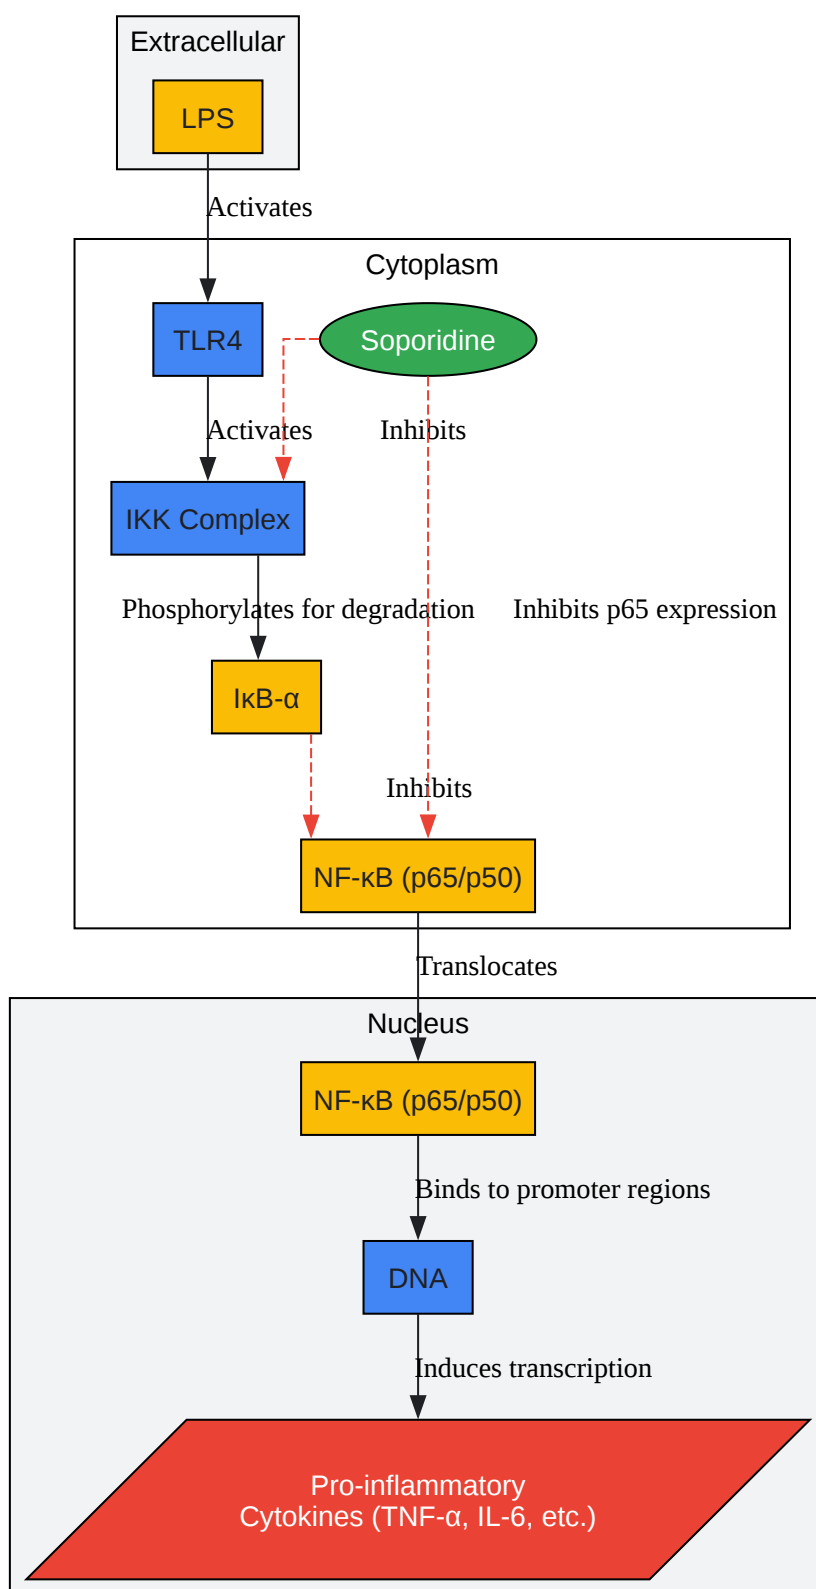 Extracellular
LPS
Activates
Cytoplasm
TLR4
Soporidine
Activates
Inhibits
IKK Complex
Phosphorylates for degradation
Inhibits p65 expression
IκB-α
Inhibits
NF-κB (p65/p50)
Translocates
Nucleus
NF-κB (p65/p50)
Binds to promoter regions
DNA
Induces transcription
Pro-inflammatory
Cytokines (TNF-α, IL-6, etc.)